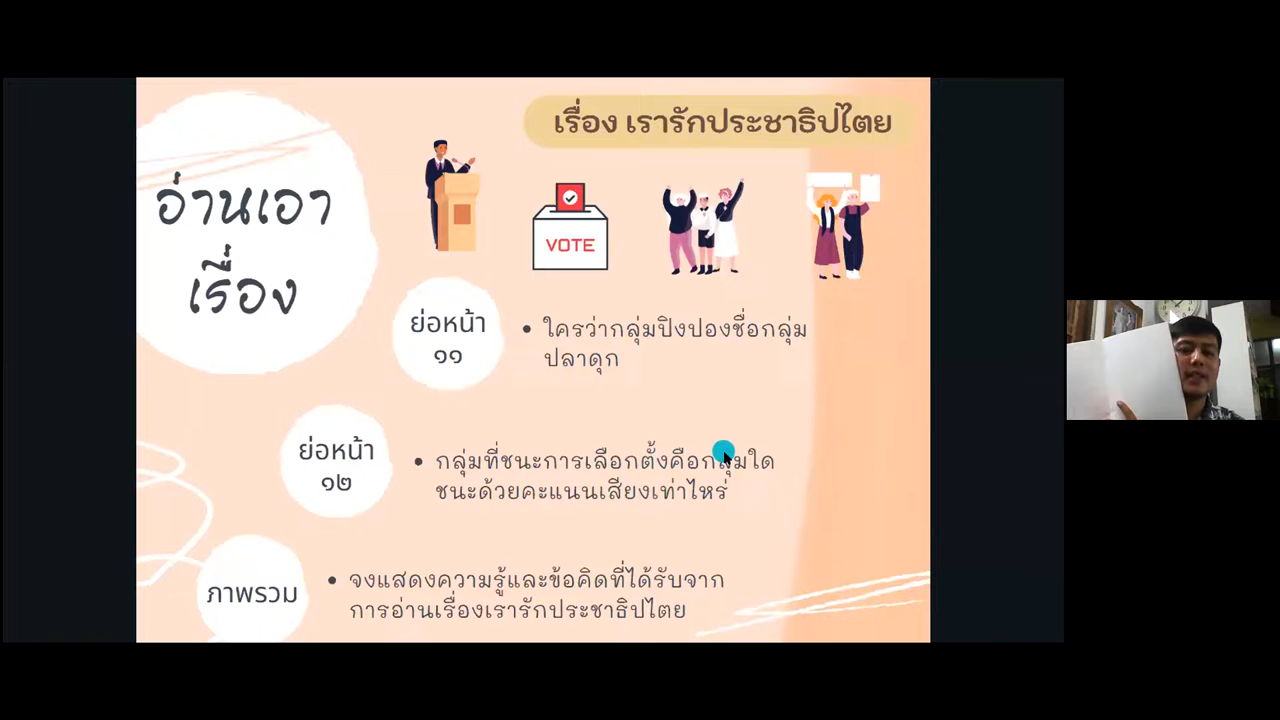 เรื่อง เรารักประชาธิปไตย
อ่านเอา
เรื่อง
VOTE
ย่อหน้า
๑๑
• ใครว่ากลุ่มปิงปองชื่อกลุ่ม
ปลาดุก
ย่อหน้า
๑๒
• กลุ่มที่ชนะการเลือกตั้งคือกลุ่มใด
ชนะด้วยคะแนนเสียงเท่าไหร่
ภาพรวม
• จงแสดงความรู้และข้อคิดที่ได้รับจาก
การอ่านเรื่องเรารักประชาธิปไตย